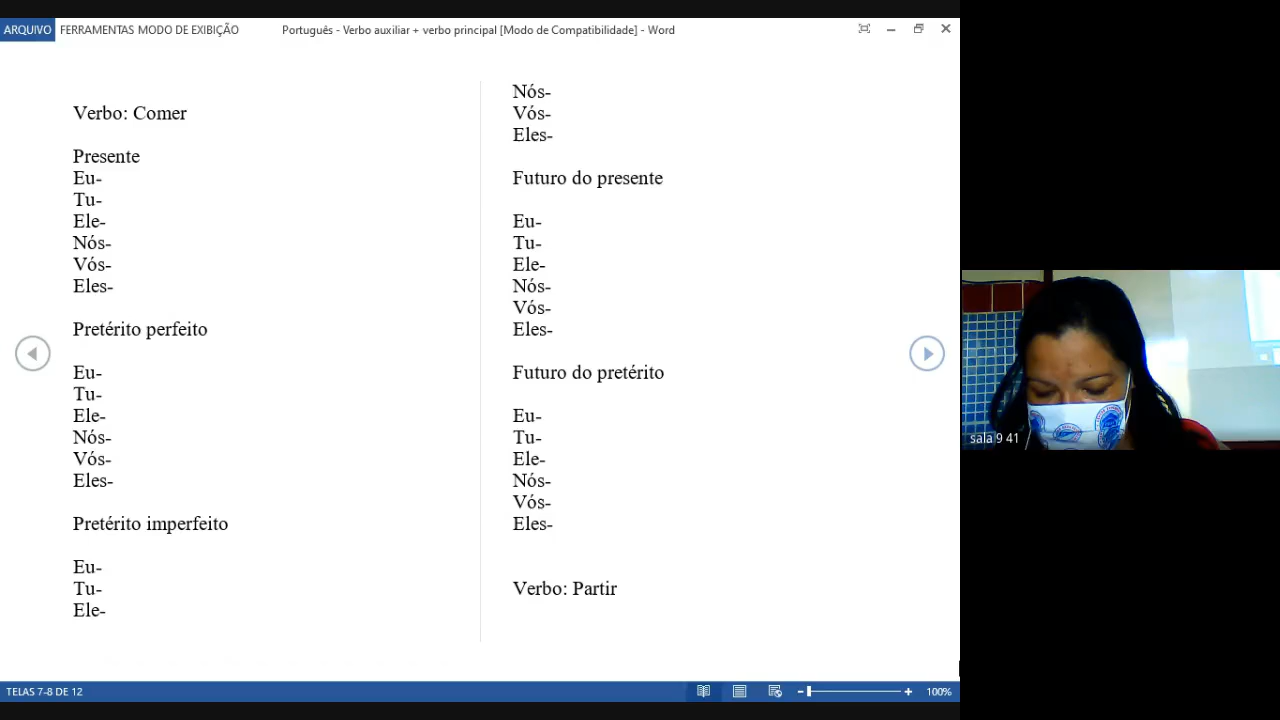 ARQUIVO FERRAMENTAS MODO DE EXIBIÇÃO Português - Verbo auxiliar + verbo principal [Modo de Compatibilidade] - Word
Verbo: Comer
Presente
Eu-
Tu-
Ele-
Nós-
Vós-
Eles-
Pretérito perfeito
Eu-
Tu-
Ele-
Nós-
Vós-
Eles-
Pretérito imperfeito
Eu-
Tu-
Ele-
Nós-
Vós-
Eles-
Futuro do presente
Eu-
Tu-
Ele-
Nós-
Vós-
Eles-
Futuro do pretérito
Eu-
Tu-
Ele-
Nós-
Vós-
Eles-
Verbo: Partir
sala 9 41
TELAS 7-8 DE 12
100%